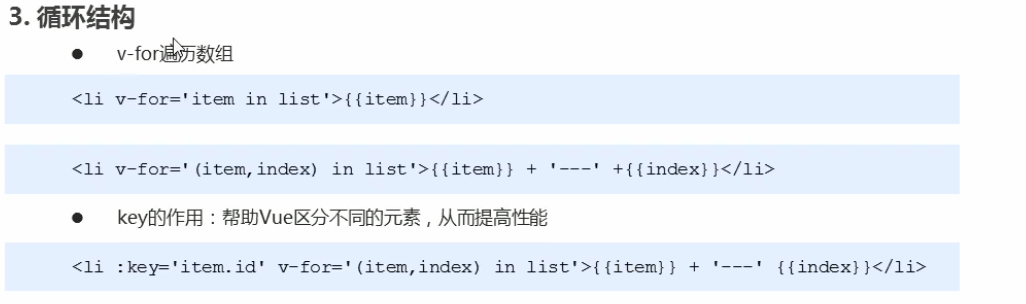 3. 循环结构
● v-for遍历数组
<li v-for='item in list'>{{item}}</li>
<li v-for='(item,index) in list'>{{item}} + '---' +{{index}}</li>
● key的作用：帮助Vue区分不同的元素，从而提高性能
<li :key='item.id' v-for='(item,index) in list'>{{item}} + '---' {{index}}</li>